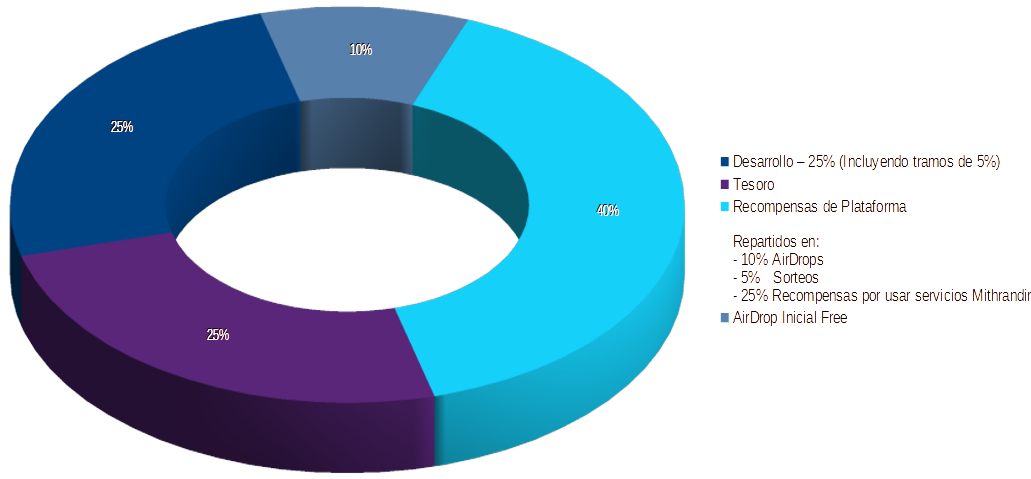 10%
25%
40%
25%
Desarrollo – 25% (Incluyendo tramos de 5%)
Tesoro
Recompensas de Plataforma
Repartidos en:
- 10% AirDrops
- 5% Sorteos
- 25% Recompensas por usar servicios Mithrandir
AirDrop Inicial Free